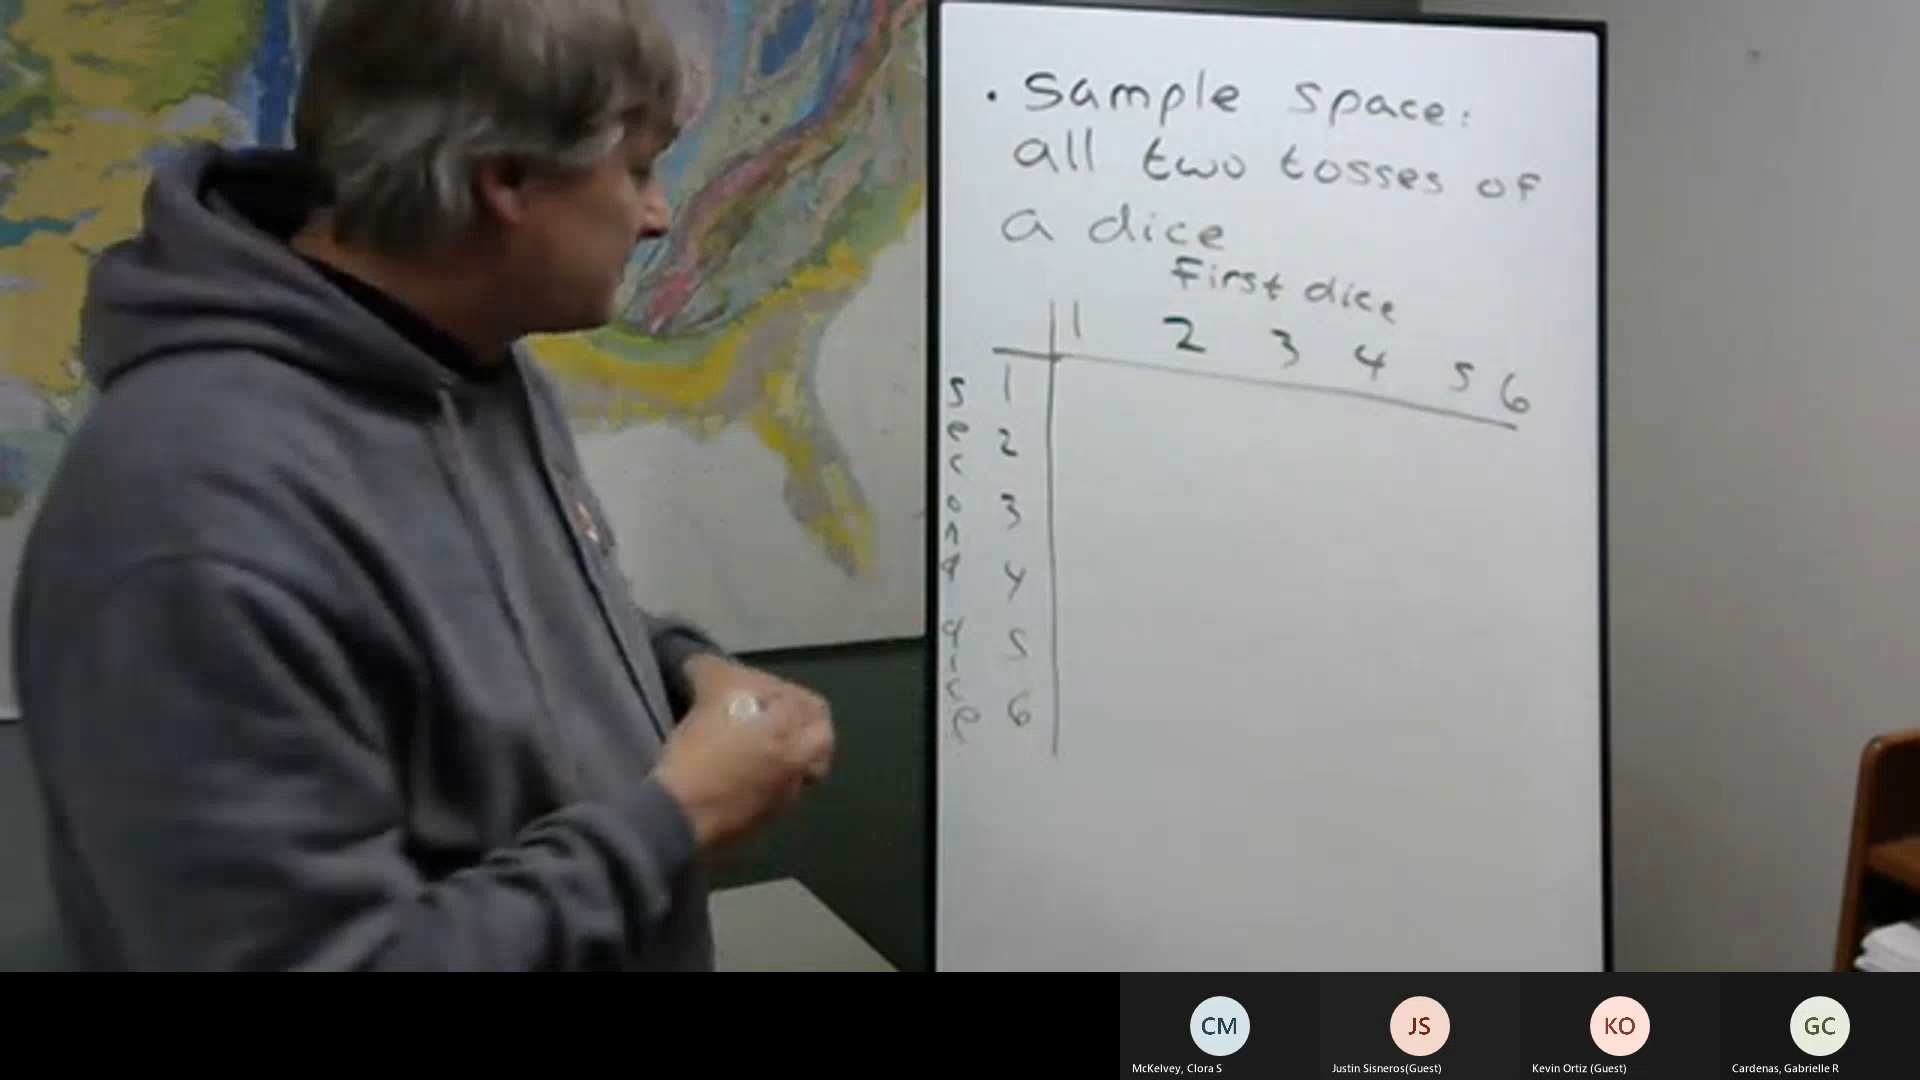 . sample space:
all two tosses of
a dice
First dice
1 2 3 4 5 6
second dice
1
2
3
4
5
6
CM
JS
KO
GC
McKelvey, Clora S
Justin Sisneros(Guest)
Kevin Ortiz (Guest)
Cardenas, Gabrielle R